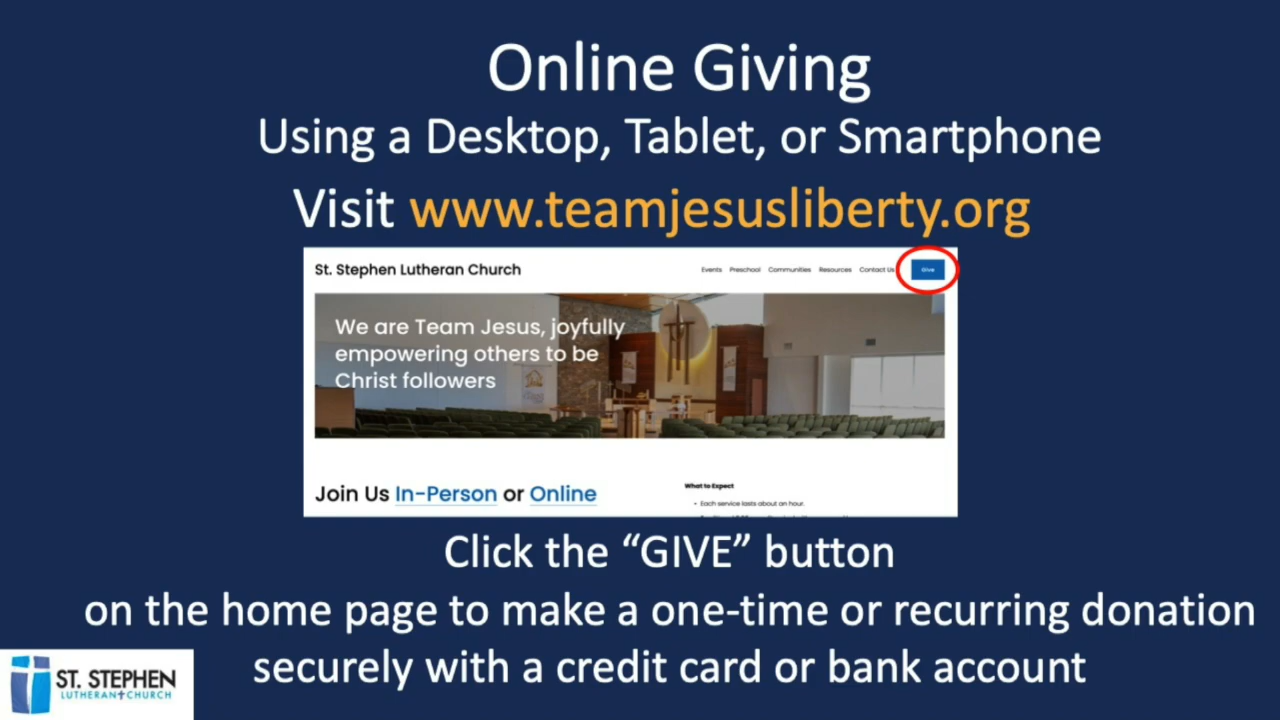 Online Giving
Using a Desktop, Tablet, or Smartphone
Visit www.teamjesusliberty.org
St. Stephen Lutheran Church
Events Preschool Communities Resources Contact Us Give
We are Team Jesus, joyfully
empowering others to be
Christ followers
Join Us In-Person or Online
What to Expect
• Each service lasts about an hour.
Click the “GIVE” button
on the home page to make a one-time or recurring donation
securely with a credit card or bank account
ST. STEPHEN
LUTHERAN CHURCH